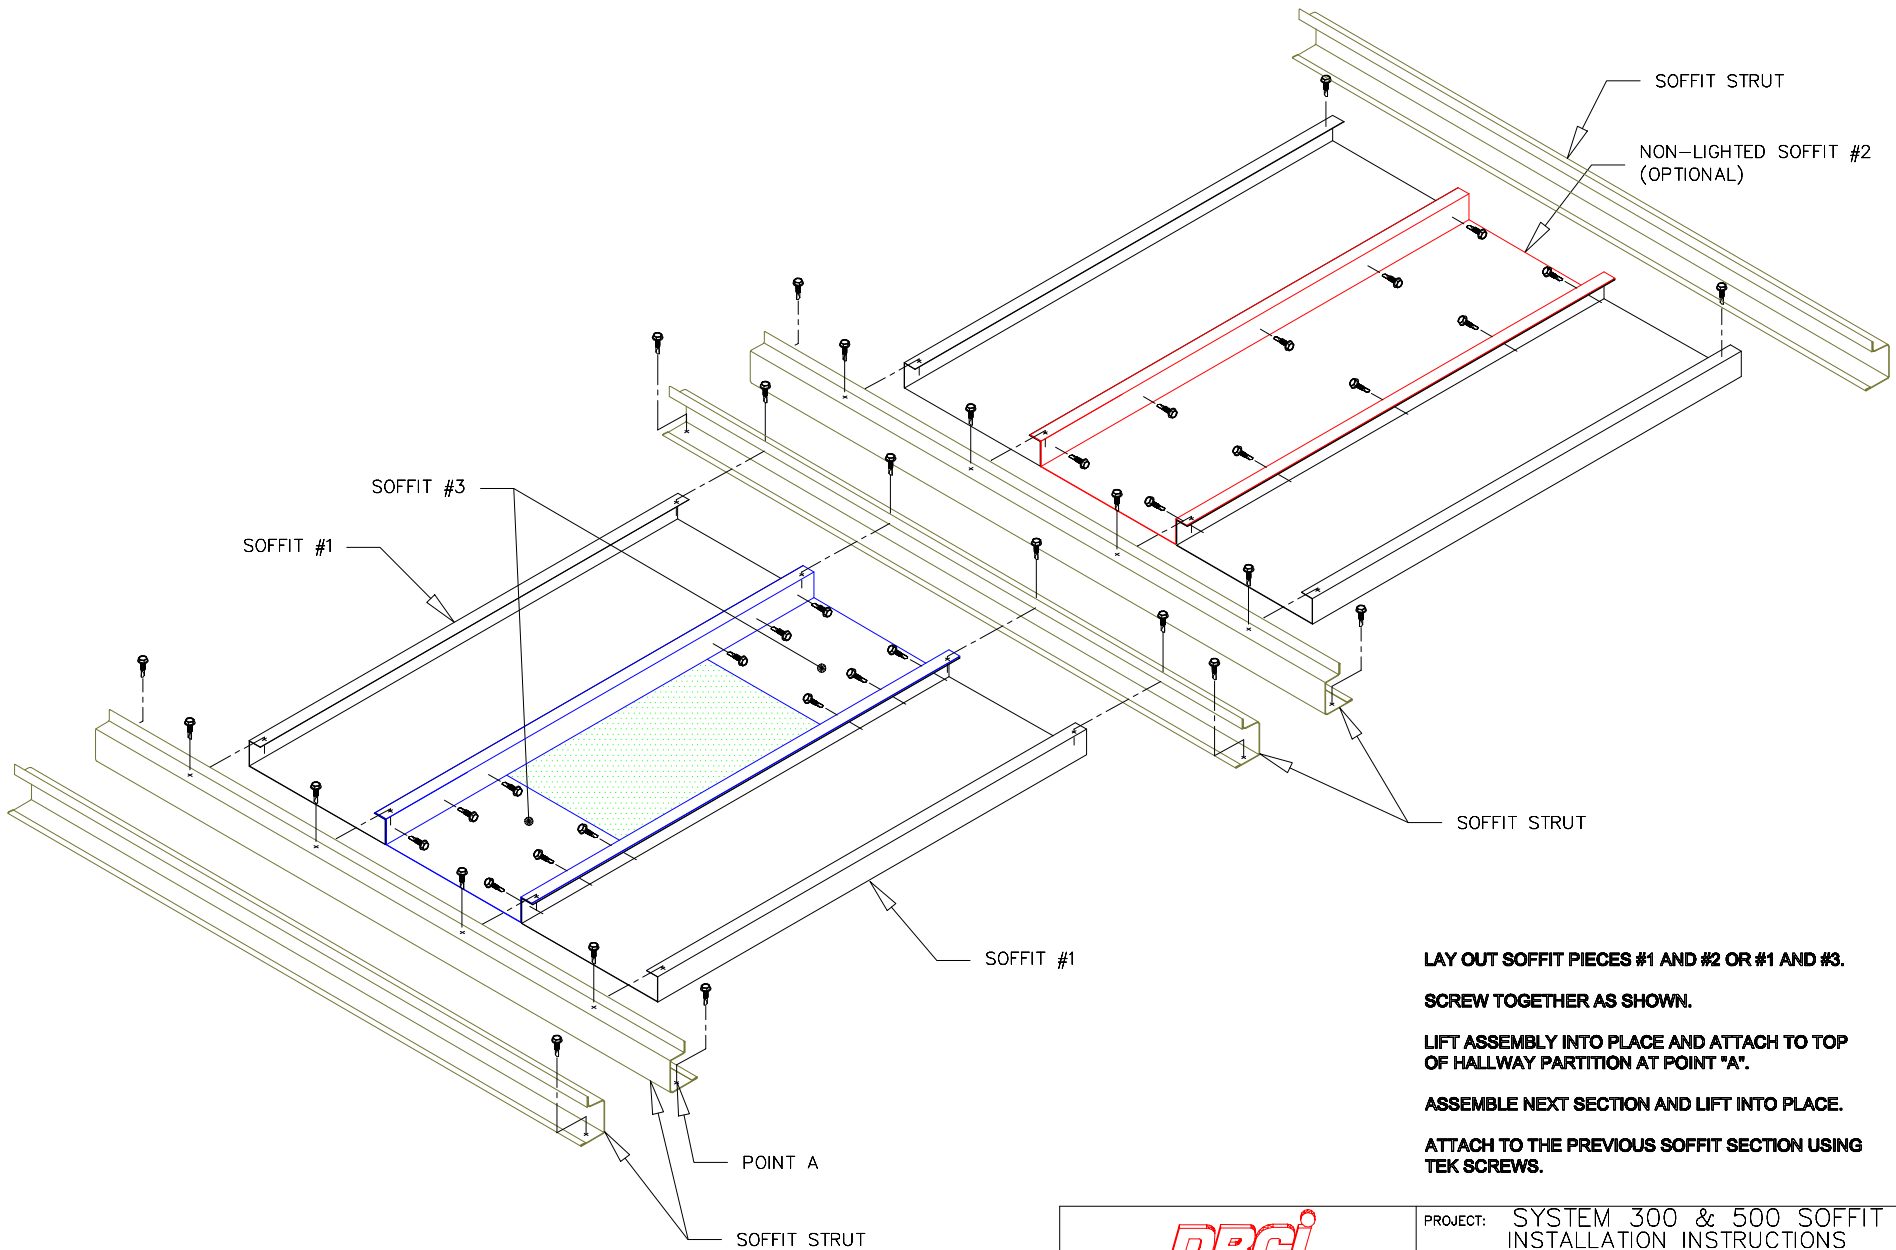 SOFFIT STRUT
NON-LIGHTED SOFFIT #2
(OPTIONAL)
SOFFIT #3
SOFFIT #1
SOFFIT STRUT
SOFFIT #1
LAY OUT SOFFIT PIECES #1 AND #2 OR #1 AND #3.
SCREW TOGETHER AS SHOWN.
LIFT ASSEMBLY INTO PLACE AND ATTACH TO TOP
OF HALLWAY PARTITION AT POINT "A".
ASSEMBLE NEXT SECTION AND LIFT INTO PLACE.
ATTACH TO THE PREVIOUS SOFFIT SECTION USING
TEK SCREWS.
POINT A
SOFFIT STRUT
DBCi
PROJECT: SYSTEM 300 & 500 SOFFIT
INSTALLATION INSTRUCTIONS